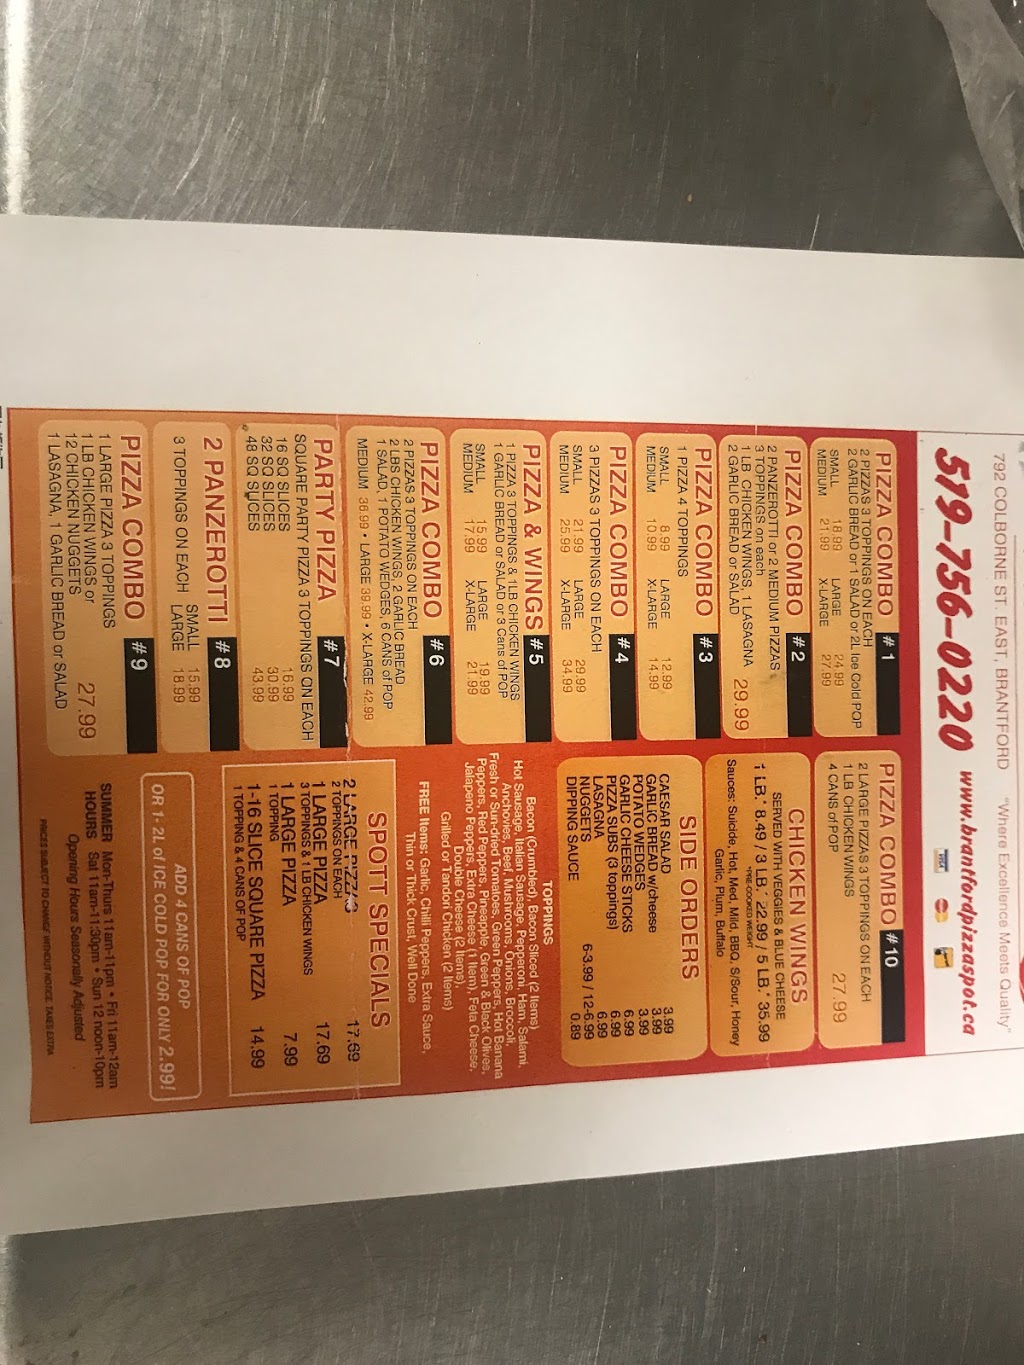 792 COLBORNE ST. EAST, BRANTFORD "Where Excellence Meets Quality"
519-756-0220 www.brantfordpizzaspot.ca
VISA
PIZZA COMBO #1
2 PIZZAS 3 TOPPINGS ON EACH
2 GARLIC BREAD or 1 SALAD or 2L Ice Cold POP
SMALL 18.99 LARGE 24.99
MEDIUM 21.99 X-LARGE 27.99
PIZZA COMBO #2
2 PANZEROTTI or 2 MEDIUM PIZZAS
3 TOPPINGS on each
1 LB CHICKEN WINGS, 1 LASAGNA
2 GARLIC BREAD or SALAD 29.99
PIZZA COMBO #3
1 PIZZA 4 TOPPINGS
SMALL 8.99 LARGE 12.99
MEDIUM 10.99 X-LARGE 14.99
PIZZA COMBO #4
3 PIZZAS 3 TOPPINGS ON EACH
SMALL 21.99 LARGE 29.99
MEDIUM 25.99 X-LARGE 34.99
PIZZA & WINGS #5
1 PIZZA 3 TOPPINGS & 1LB CHICKEN WINGS
1 GARLIC BREAD or SALAD or 3 Cans of POP
SMALL 15.99 LARGE 19.99
MEDIUM 17.99 X-LARGE 21.99
PIZZA COMBO #6
2 PIZZAS 3 TOPPINGS ON EACH
2 LBS CHICKEN WINGS, 2 GARLIC BREAD
1 SALAD, 1 POTATO WEDGES, 6 CANS of POP
MEDIUM 36.99 • LARGE 39.99 • X-LARGE 42.99
PARTY PIZZA #7
SQUARE PARTY PIZZA 3 TOPPINGS ON EACH
16 SQ SLICES 16.99
32 SQ SLICES 30.99
48 SQ SLICES 43.99
2 PANZEROTTI #8
3 TOPPINGS ON EACH SMALL 15.99
LARGE 18.99
PIZZA COMBO #9
1 LARGE PIZZA 3 TOPPINGS
1 LB CHICKEN WINGS or
12 CHICKEN NUGGETS 27.99
1 LASAGNA, 1 GARLIC BREAD or SALAD
PIZZA COMBO #10
2 LARGE PIZZAS 3 TOPPINGS ON EACH
1 LB CHICKEN WINGS
4 CANS of POP 27.99
CHICKEN WINGS
SERVED WITH VEGGIES & BLUE CHEESE
*PRE COOKED WEIGHT
1 LB.* 8.49 / 3 LB.* 22.99 / 5 LB.* 35.99
Sauces: Suicide, Hot, Med, Mild, BBQ, S/Sour, Honey
Garlic, Plum, Buffalo
SIDE ORDERS
CAESAR SALAD 3.99
GARLIC BREAD w/cheese 3.99
POTATO WEDGES 3.99
GARLIC CHEESE STICKS 6.99
PIZZA SUBS (3 toppings) 6.99
LASAGNA 6.99
NUGGETS 6-3.99 / 12-6.99
DIPPING SAUCE 0.89
TOPPINGS
Bacon (Crumbled), Bacon Sliced (2 Items)
Hot Sausage, Italian Sausage, Pepperoni, Ham, Salami,
Anchovies, Beef, Mushrooms, Onions, Broccoli,
Fresh or Sun-dried Tomatoes, Green Peppers, Hot Banana
Peppers, Red Peppers, Pineapple, Green & Black Olives,
Jalapeno Peppers, Extra Cheese (1 Item), Feta Cheese,
Double Cheese (2 Items),
Grilled or Tandori Chicken (2 Items)
FREE Items: Garlic, Chilli Peppers, Extra Sauce,
Thin or Thick Crust, Well Done
SPOTT SPECIALS
2 LARGE PIZZAS 17.69
2 TOPPINGS ON EACH
1 LARGE PIZZA 17.69
3 TOPPINGS & 1 LB CHICKEN WINGS
1 LARGE PIZZA 7.99
1 TOPPING
1-16 SLICE SQUARE PIZZA 14.99
1 TOPPING & 4 CANS OF POP
ADD 4 CANS OF POP
OR 1- 2L of ICE COLD POP FOR ONLY 2.99!
SUMMER Mon-Thurs 11am-11pm • Fri 11am-12am
HOURS Sat 11am-11:30pm • Sun 12 noon-10pm
Opening Hours Seasonally Adjusted
PRICES SUBJECT TO CHANGE WITHOUT NOTICE. TAXES EXTRA